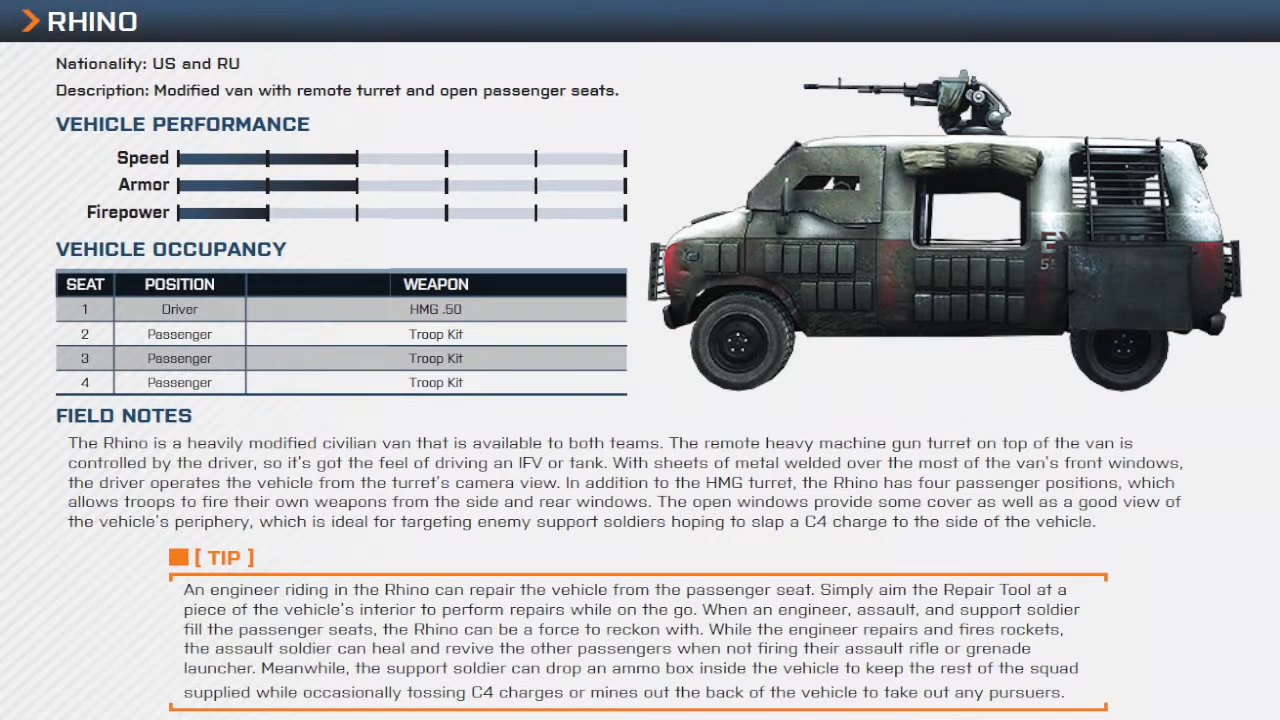 RHINO
Nationality: US and RU
Description: Modified van with remote turret and open passenger seats.
VEHICLE PERFORMANCE
Speed
Armor
Firepower
VEHICLE OCCUPANCY
SEAT POSITION WEAPON
1 Driver HMG .50
2 Passenger Troop Kit
3 Passenger Troop Kit
4 Passenger Troop Kit
FIELD NOTES
The Rhino is a heavily modified civilian van that is available to both teams. The remote heavy machine gun turret on top of the van is
controlled by the driver, so it's got the feel of driving an IFV or tank. With sheets of metal welded over the most of the van's front windows,
the driver operates the vehicle from the turret's camera view. In addition to the HMG turret, the Rhino has four passenger positions, which
allows troops to fire their own weapons from the side and rear windows. The open windows provide some cover as well as a good view of
the vehicle's periphery, which is ideal for targeting enemy support soldiers hoping to slap a C4 charge to the side of the vehicle.
[ TIP ]
An engineer riding in the Rhino can repair the vehicle from the passenger seat. Simply aim the Repair Tool at a
piece of the vehicle's interior to perform repairs while on the go. When an engineer, assault, and support soldier
fill the passenger seats, the Rhino can be a force to reckon with. While the engineer repairs and fires rockets,
the assault soldier can heal and revive the other passengers when not firing their assault rifle or grenade
launcher. Meanwhile, the support soldier can drop an ammo box inside the vehicle to keep the rest of the squad
supplied while occasionally tossing C4 charges or mines out the back of the vehicle to take out any pursuers.